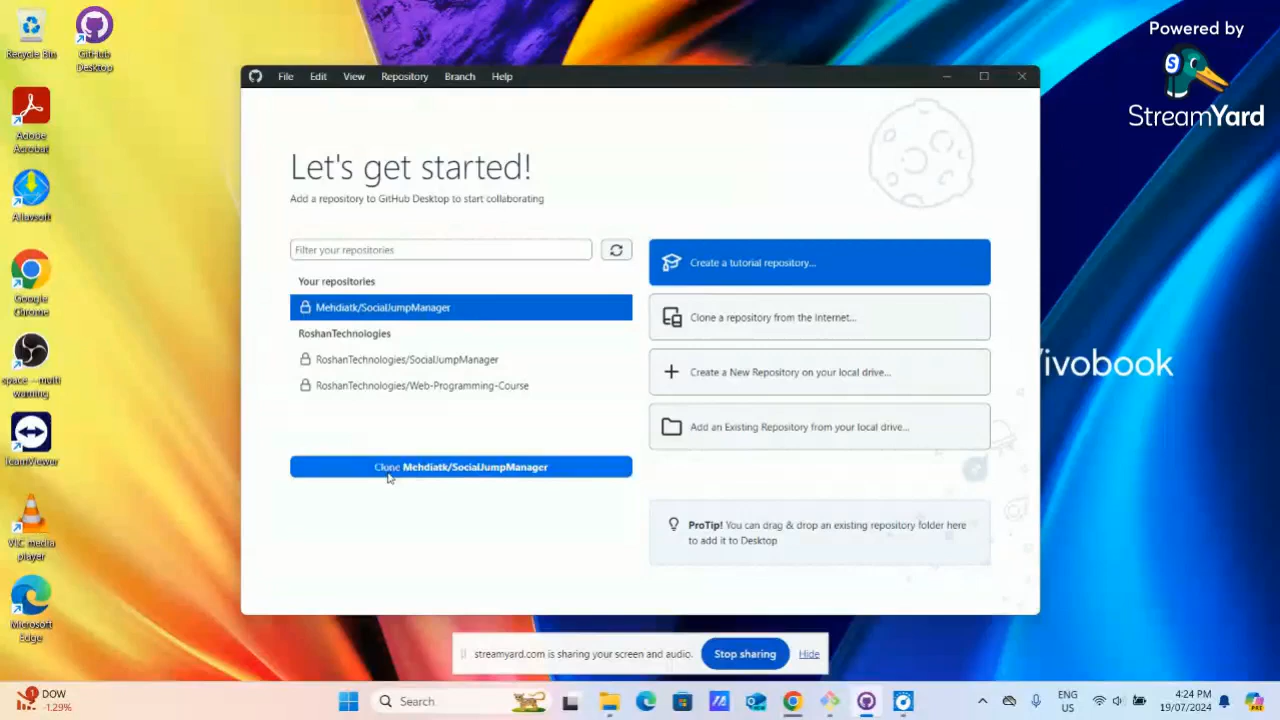 Recycle Bin
GitHub Desktop
Adobe Acrobat
Google Chrome
TeamViewer
VLC media player
Microsoft Edge
Powered by
StreamYard
File Edit View Repository Branch Help
Let's get started!
Add a repository to GitHub Desktop to start collaborating
Filter your repositories
Your repositories
Mehdiatk/SocialJumpManager
RoshanTechnologies
RoshanTechnologies/SocialJumpManager
RoshanTechnologies/Web-Programming-Course
Clone Mehdiatk/SocialJumpManager
Create a tutorial repository...
Clone a repository from the Internet...
Create a New Repository on your local drive...
Add an Existing Repository from your local drive...
ProTip! You can drag & drop an existing repository folder here
to add it to Desktop
ivobook
streamyard.com is sharing your screen and audio.
Stop sharing
Hide
DOW
-1.29%
Search
ENG
US
4:24 PM
19/07/2024